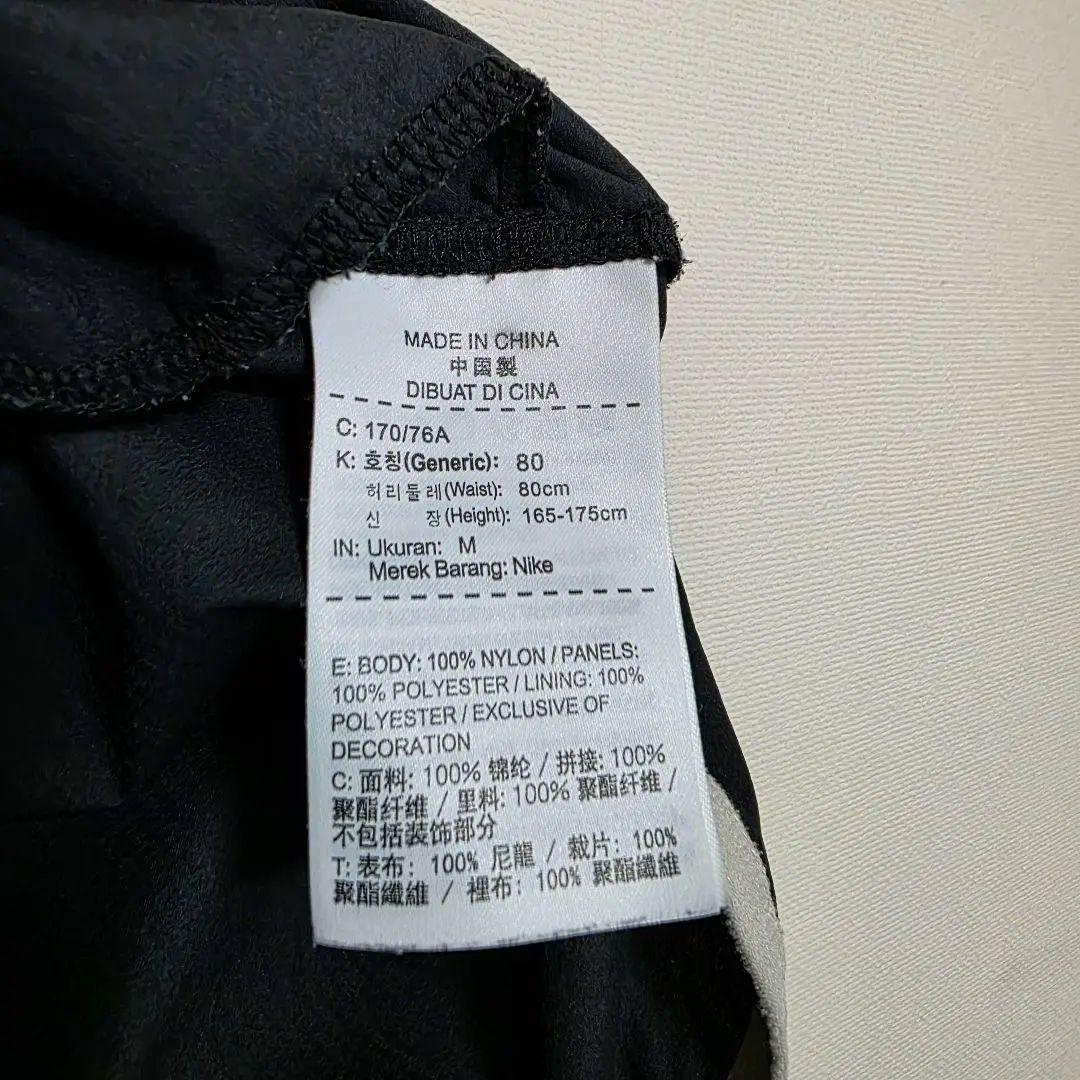 MADE IN CHINA
中国製
DIBUAT DI CINA
C: 170/76A
K: 호칭(Generic): 80
허리둘레(Waist): 80cm
신 장(Height): 165-175cm
IN: Ukuran: M
Merek Barang: Nike
E: BODY: 100% NYLON / PANELS:
100% POLYESTER / LINING: 100%
POLYESTER / EXCLUSIVE OF
DECORATION
C: 面料: 100% 锦纶 / 拼接: 100%
聚酯纤维 / 里料: 100% 聚酯纤维 /
不包括装饰部分
T: 表布: 100% 尼龍 / 裁片: 100%
聚酯纖維 / 裡布: 100% 聚酯纖維